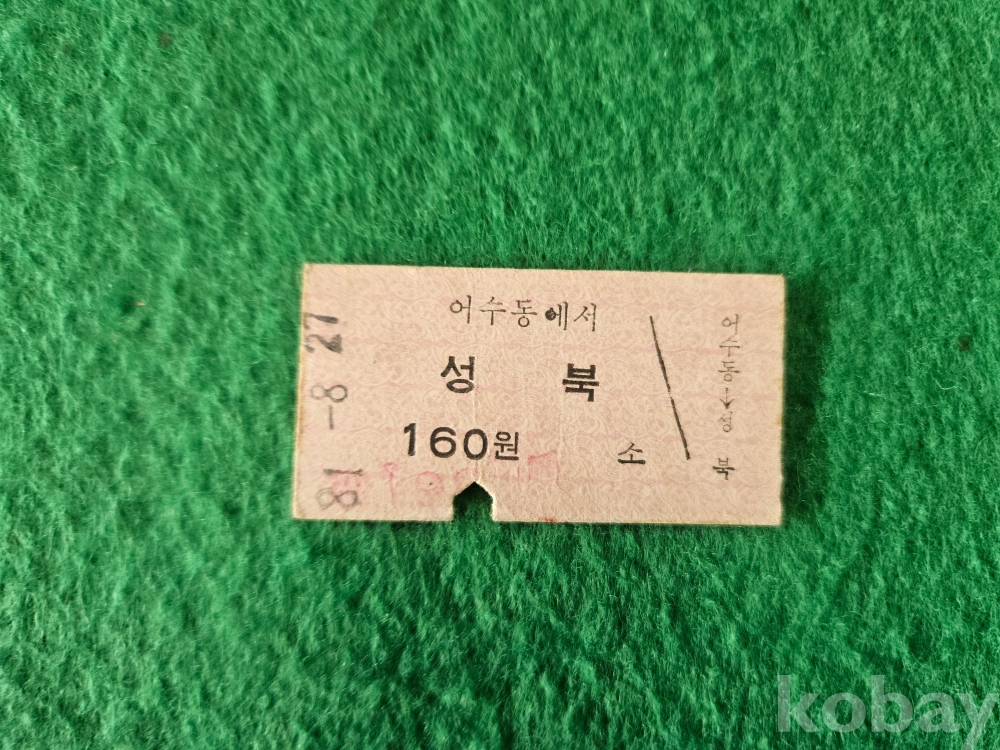 어수동에서
성 북
160원
소
어수동→성북
81 -8 27
kobay